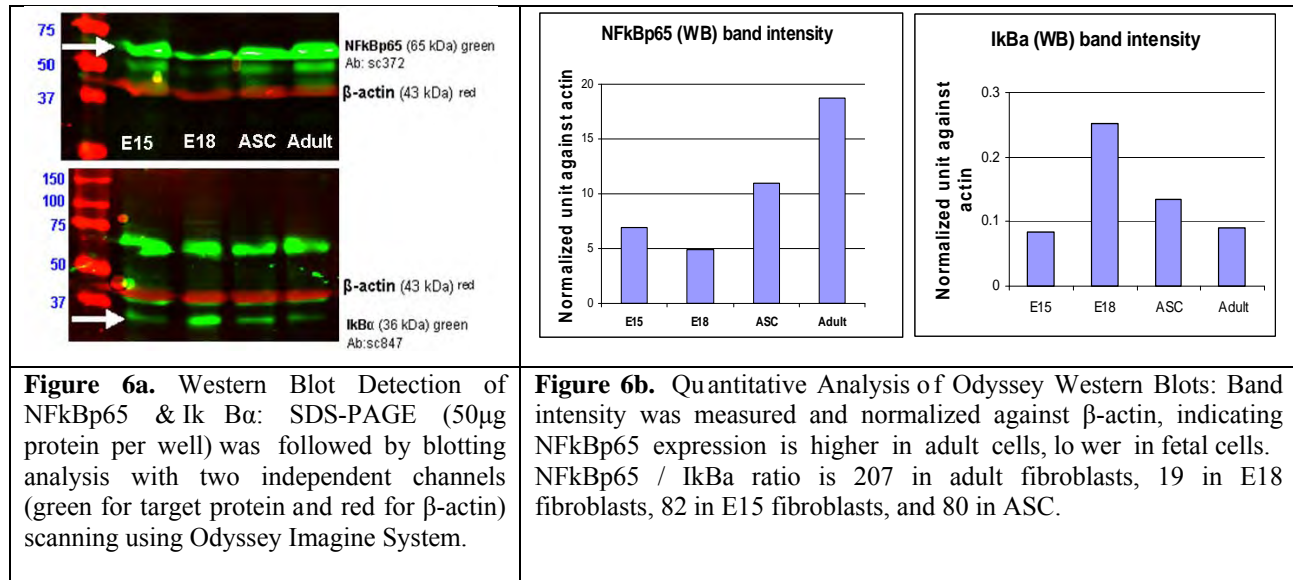 75
50
37
NFkBp65 (65 kDa) green
Ab: sc372
β-actin (43 kDa) red
E15 E18 ASC Adult
150
100
75
50
37
β-actin (43 kDa) red
IkBα (36 kDa) green
Ab:sc847
NFkBp65 (WB) band intensity
Normalized unit against actin
20
15
10
5
0
E15 E18 ASC Adult
IkBa (WB) band intensity
Normalized unit against
actin
0.3
0.2
0.1
0
E15 E18 ASC Adult
Figure 6a. Western Blot Detection of
NFkBp65 & Ik Bα: SDS-PAGE (50μg
protein per well) was followed by blotting
analysis with two independent channels
(green for target protein and red for β-actin)
scanning using Odyssey Imagine System.
Figure 6b. Quantitative Analysis of Odyssey Western Blots: Band
intensity was measured and normalized against β-actin, indicating
NFkBp65 expression is higher in adult cells, lo wer in fetal cells.
NFkBp65 / IkBa ratio is 207 in adult fibroblasts, 19 in E18
fibroblasts, 82 in E15 fibroblasts, and 80 in ASC.